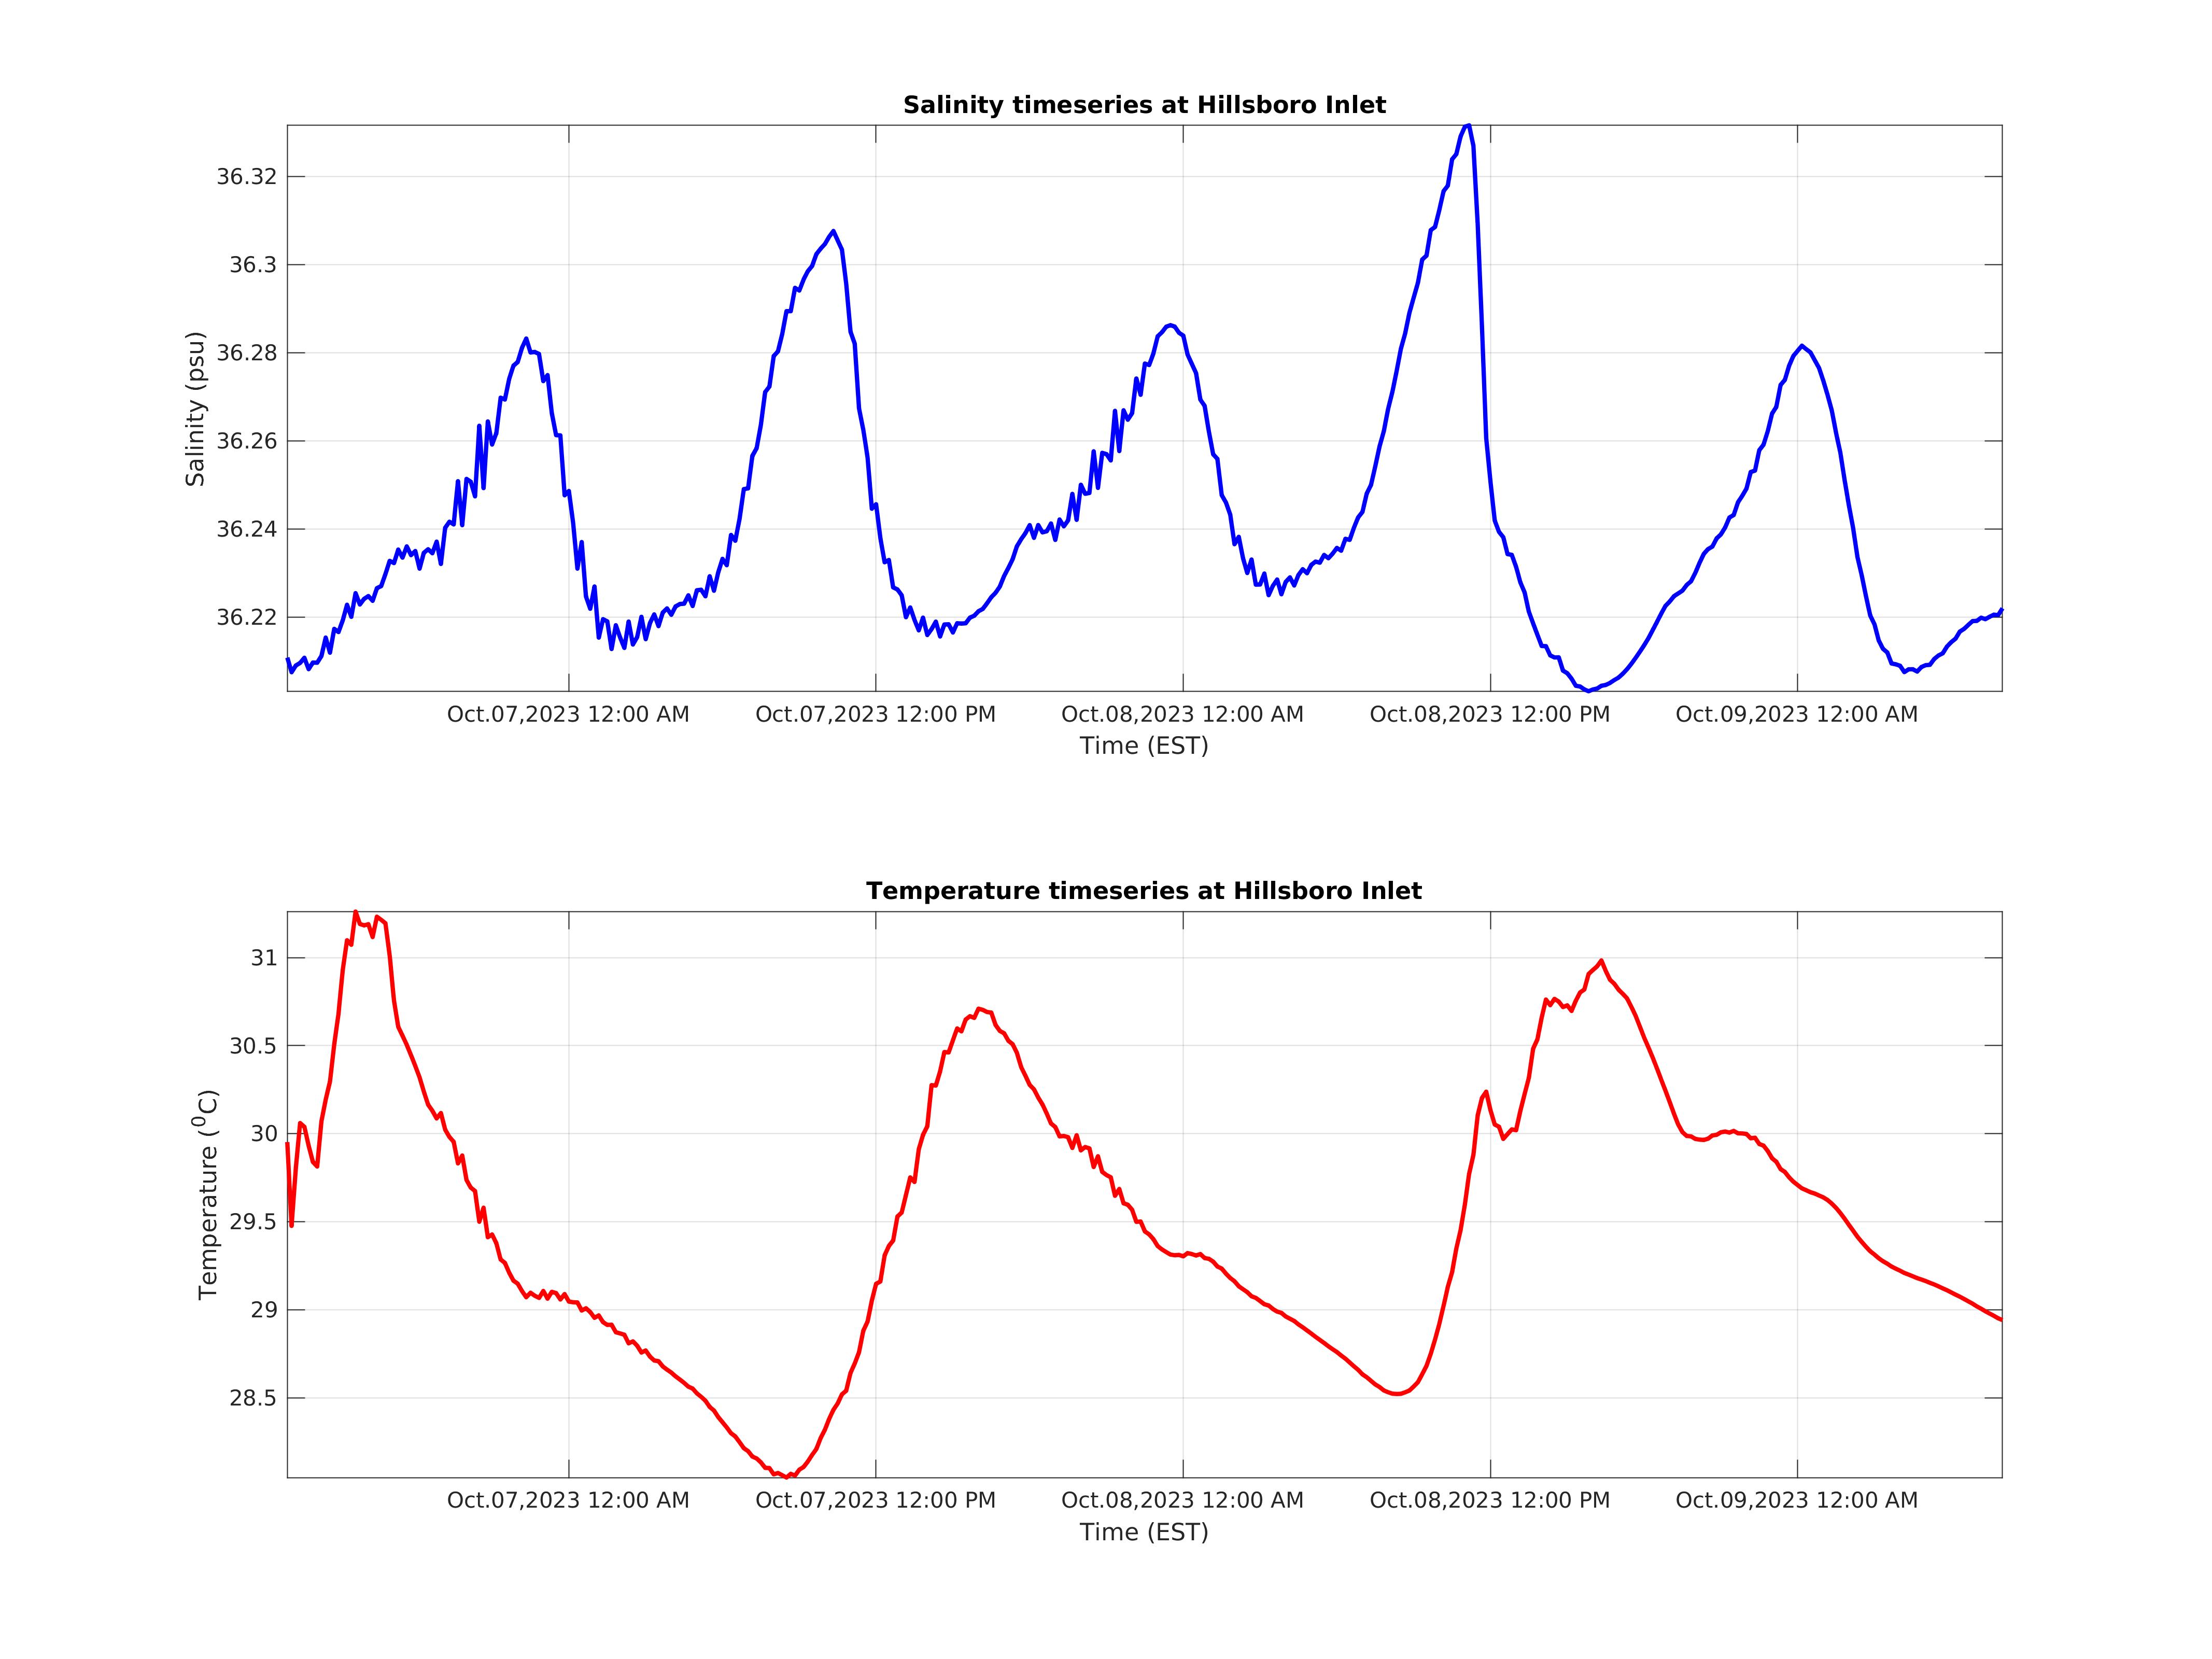 Salinity timeseries at Hillsboro Inlet
36.32
36.3
36.28
36.26
36.24
36.22
Salinity (psu)
Oct.07,2023 12:00 AM Oct.07,2023 12:00 PM Oct.08,2023 12:00 AM Oct.08,2023 12:00 PM Oct.09,2023 12:00 AM
Time (EST)
Temperature timeseries at Hillsboro Inlet
31
30.5
30
29.5
29
28.5
Temperature (⁰C)
Oct.07,2023 12:00 AM Oct.07,2023 12:00 PM Oct.08,2023 12:00 AM Oct.08,2023 12:00 PM Oct.09,2023 12:00 AM
Time (EST)